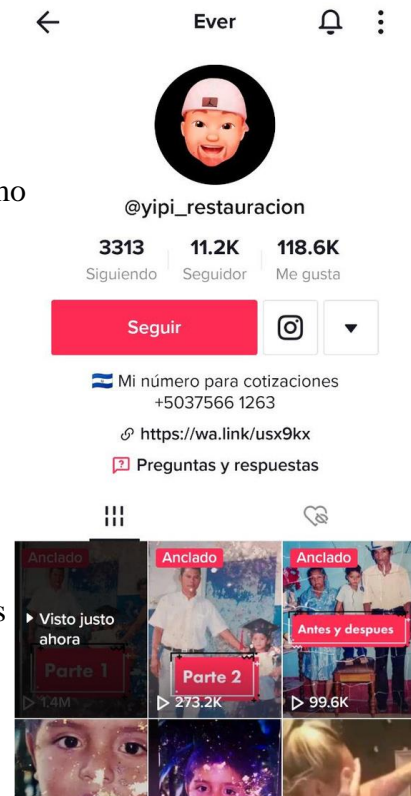 Ever
no
@yipi_restauracion
3313 11.2K 118.6K
Siguiendo Seguidor Me gusta
Seguir
Mi número para cotizaciones
+5037566 1263
https://wa.link/usx9kx
Preguntas y respuestas
Anclado Anclado Anclado
s
Visto justo
ahora
Antes y despues
Parte 1 Parte 2
1.4M 273.2K 99.6K